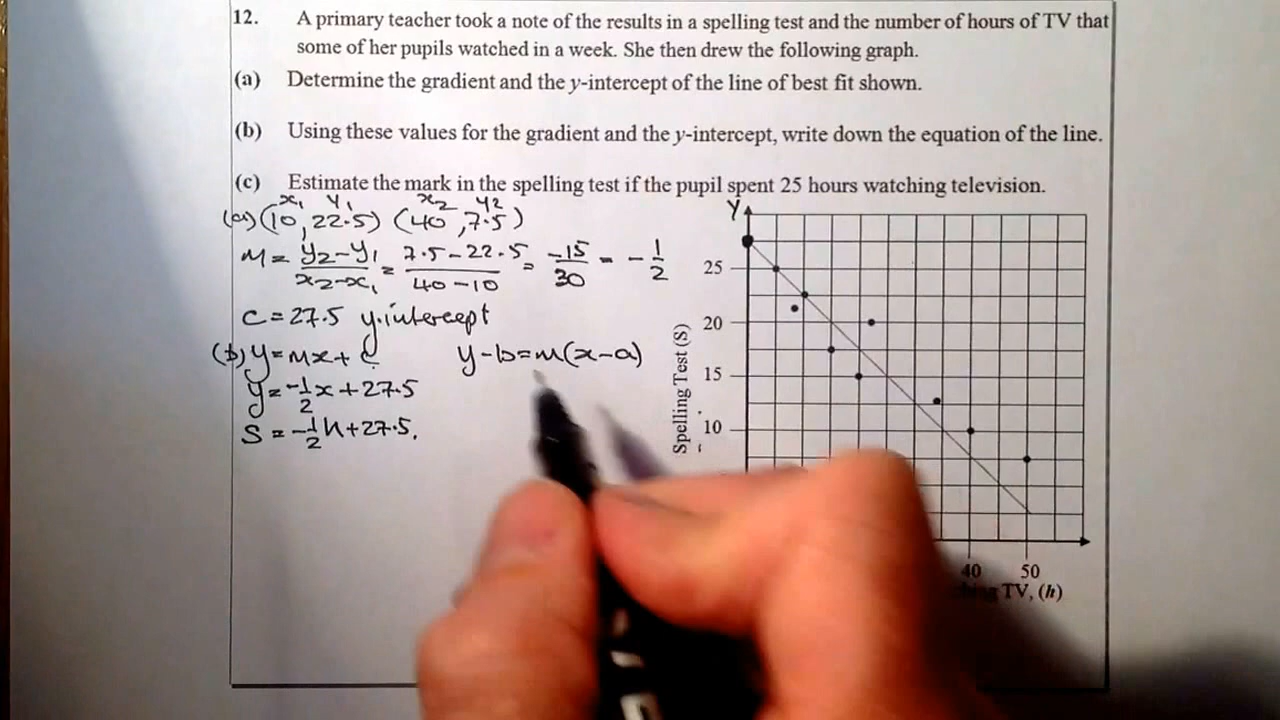 12. A primary teacher took a note of the results in a spelling test and the number of hours of TV that
some of her pupils watched in a week. She then drew the following graph.
(a) Determine the gradient and the y-intercept of the line of best fit shown.
(b) Using these values for the gradient and the y-intercept, write down the equation of the line.
(c) Estimate the mark in the spelling test if the pupil spent 25 hours watching television.
x₁ y₁ x₂ y₂
(a) (10, 22.5) (40, 7.5)
m = y₂-y₁/x₂-x₁ = 7.5-22.5/40-10 = -15/30 = -1/2
c = 27.5 y.intercept
(b) y = mx + c y-b=m(x-a)
y = -1/2x + 27.5
S = -1/2h + 27.5.
Y
25
20
15
10
Spelling Test (S)
40 50
TV, (h)